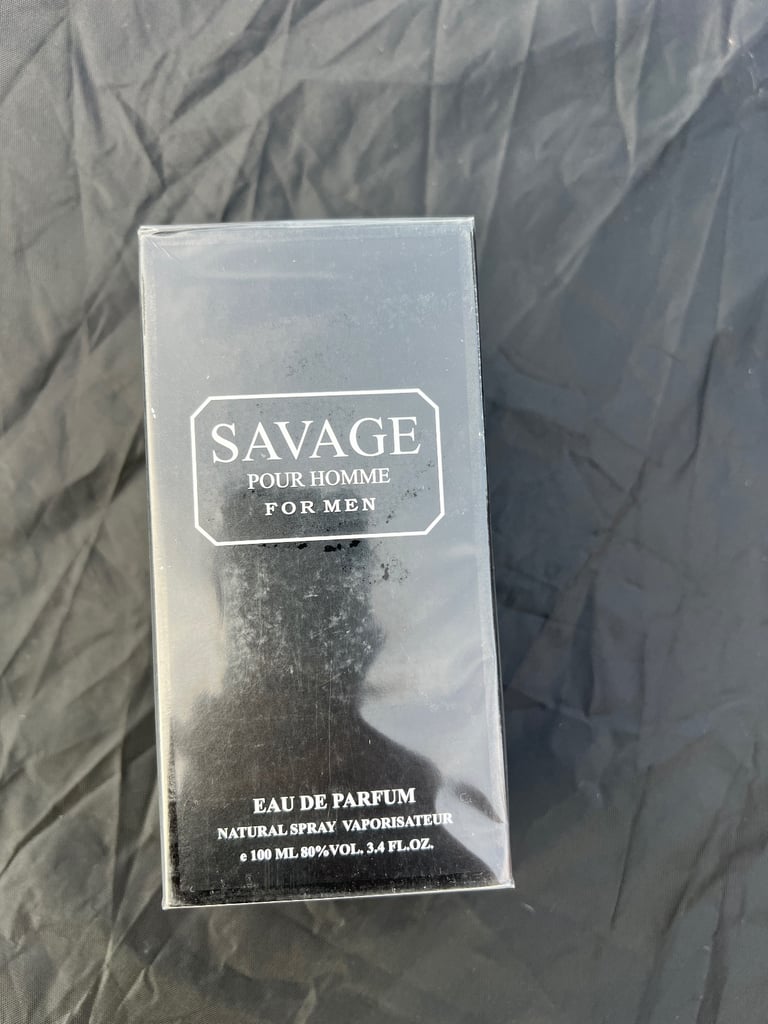 SAVAGE
POUR HOMME
FOR MEN
EAU DE PARFUM
NATURAL SPRAY VAPORISATEUR
e 100 ML 80%VOL. 3.4 FL.OZ.